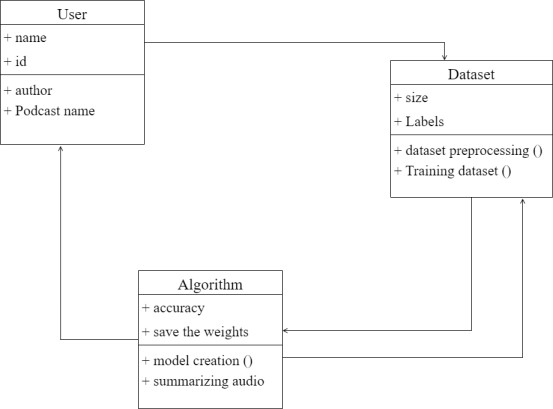 User
+ name
+ id
+ author
+ Podcast name
Dataset
+ size
+ Labels
+ dataset preprocessing ()
+ Training dataset ()
Algorithm
+ accuracy
+ save the weights
+ model creation ()
+ summarizing audio